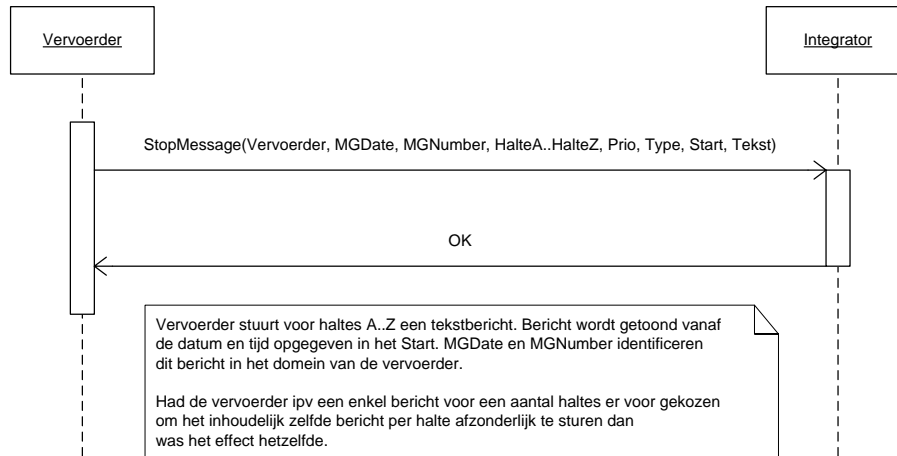 Vervoerder
Integrator
StopMessage(Vervoerder, MGDate, MGNumber, HalteA..HalteZ, Prio, Type, Start, Tekst)
OK
Vervoerder stuurt voor haltes A..Z een tekstbericht. Bericht wordt getoond vanaf
de datum en tijd opgegeven in het Start. MGDate en MGNumber identificeren
dit bericht in het domein van de vervoerder.
Had de vervoerder ipv een enkel bericht voor een aantal haltes er voor gekozen
om het inhoudelijk zelfde bericht per halte afzonderlijk te sturen dan
was het effect hetzelfde.